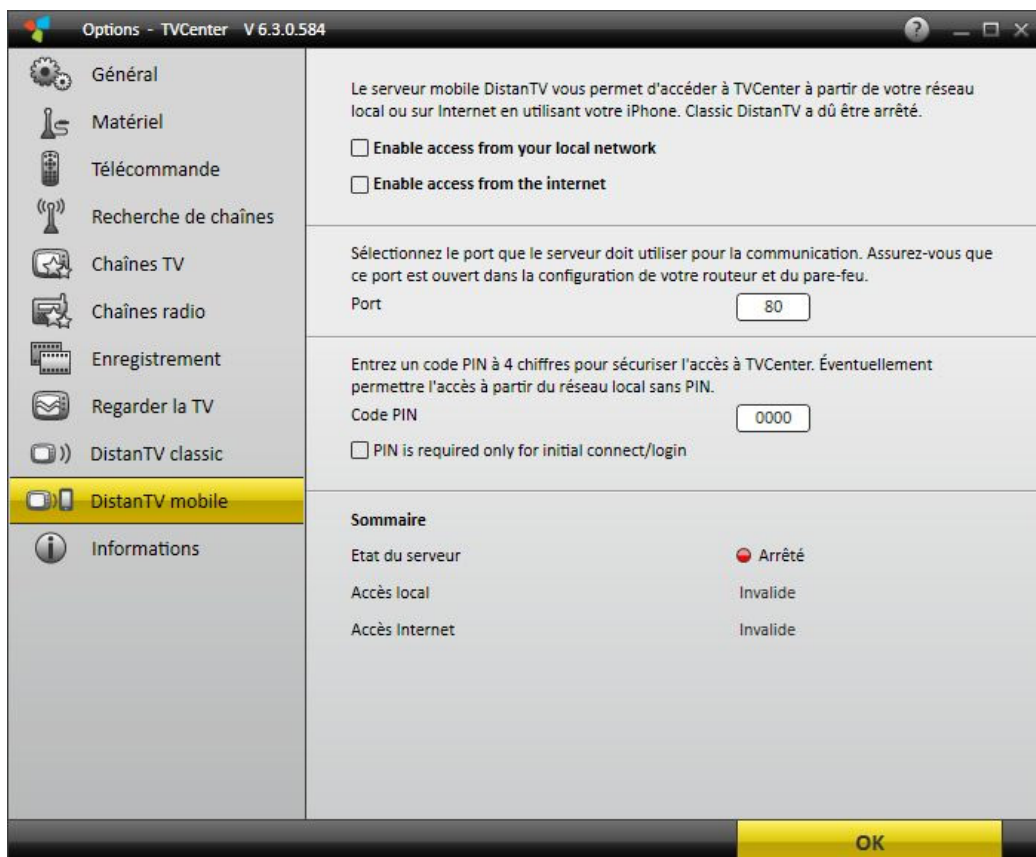 Options - TVCenter V 6.3.0.584
?
Général
Matériel
Télécommande
Recherche de chaînes
Chaînes TV
Chaînes radio
Enregistrement
Regarder la TV
DistanTV classic
DistanTV mobile
Informations
Le serveur mobile DistanTV vous permet d'accéder à TVCenter à partir de votre réseau
local ou sur Internet en utilisant votre iPhone. Classic DistanTV a dû être arrêté.
Enable access from your local network
Enable access from the internet
Sélectionnez le port que le serveur doit utiliser pour la communication. Assurez-vous que
ce port est ouvert dans la configuration de votre routeur et du pare-feu.
Port 80
Entrez un code PIN à 4 chiffres pour sécuriser l'accès à TVCenter. Éventuellement
permettre l'accès à partir du réseau local sans PIN.
Code PIN 0000
PIN is required only for initial connect/login
Sommaire
Etat du serveur Arrêté
Accès local Invalide
Accès Internet Invalide
OK